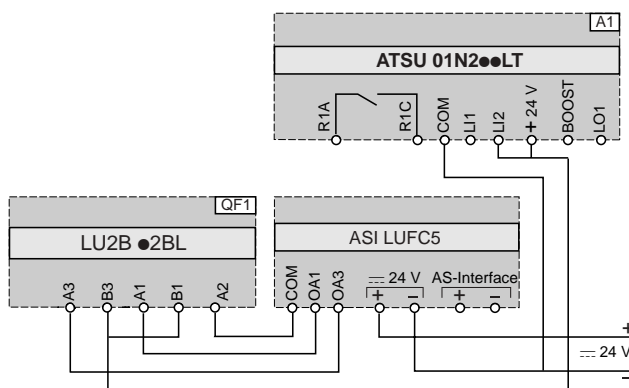 A1
ATSU 01N2●●LT
R1A R1C COM LI1 LI2 + 24 V BOOST LO1
QF1
LU2B ●2BL
ASI LUFC5
A3 B3 A1 B1 A2
COM OA1 OA3
24 V AS-Interface
+ - + -
+
24 V
-